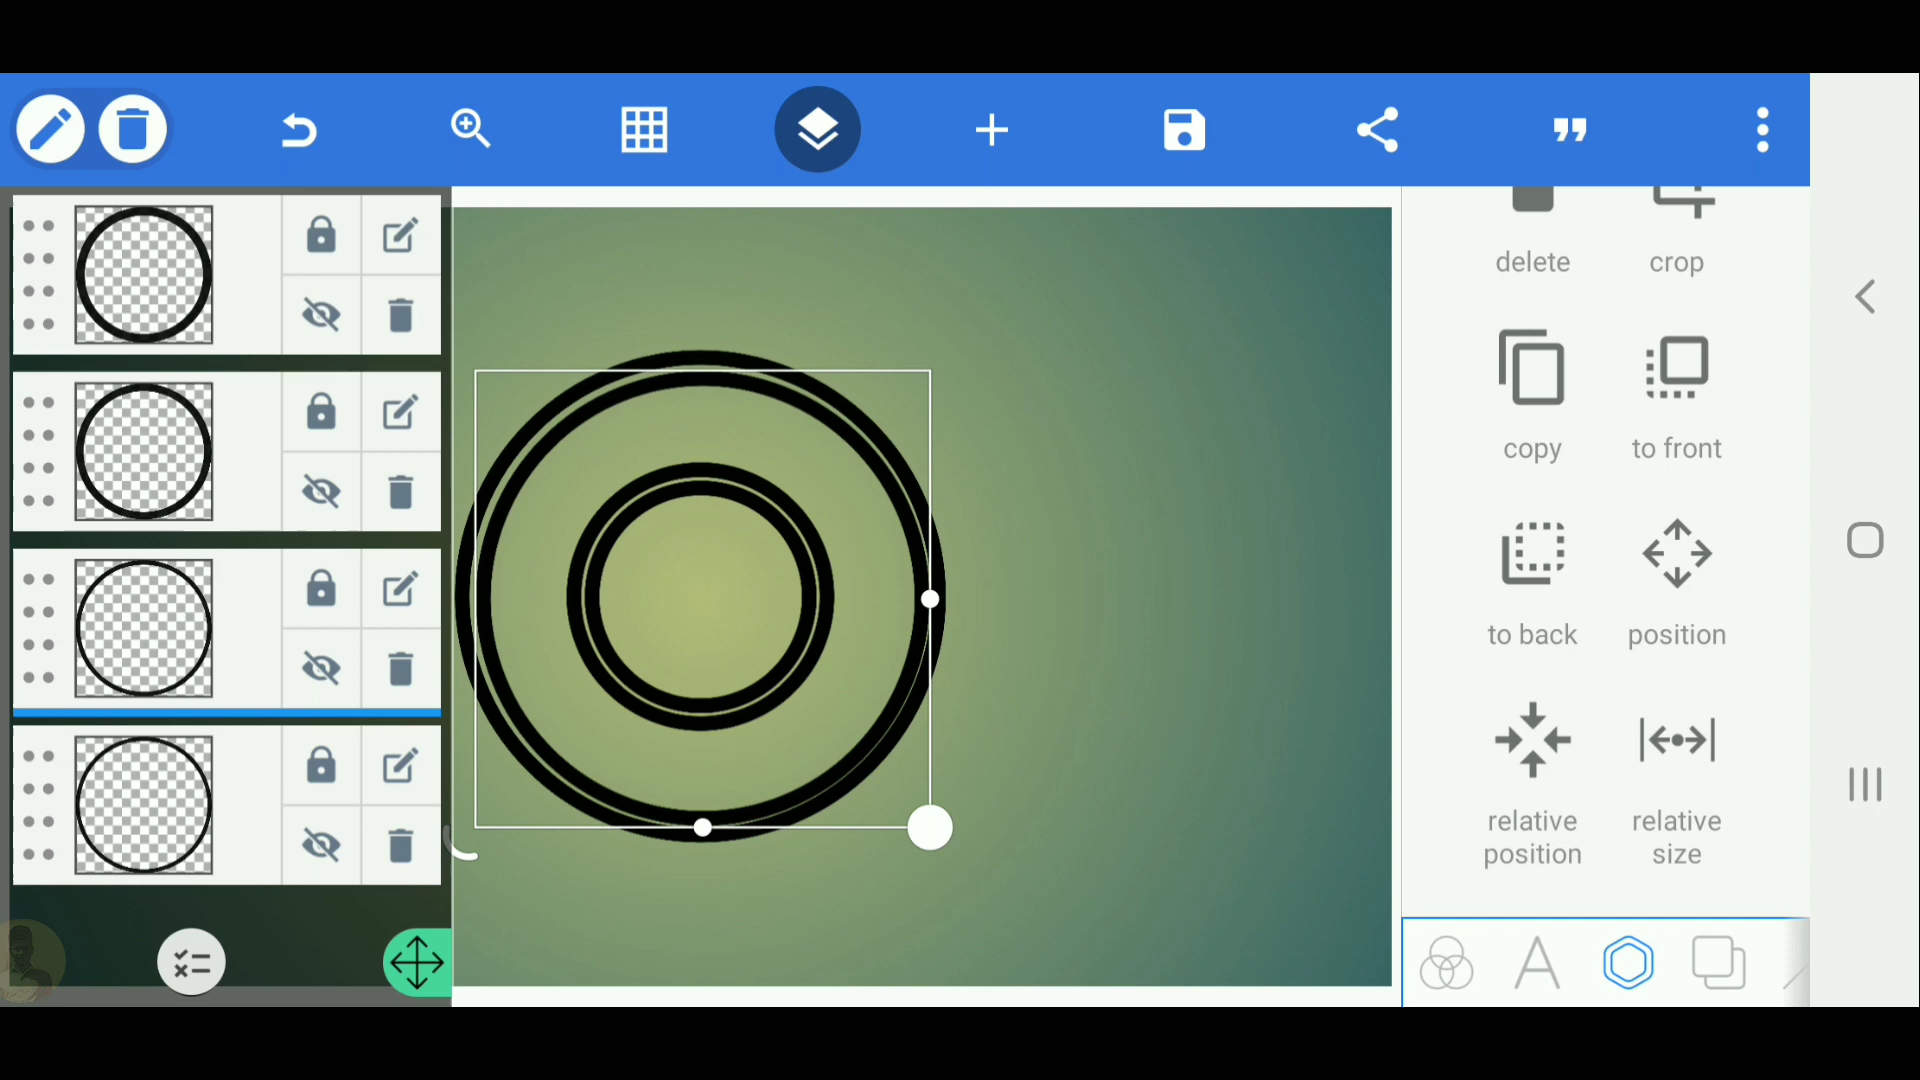 delete
crop
copy
to front
to back
position
relative
position
relative
size